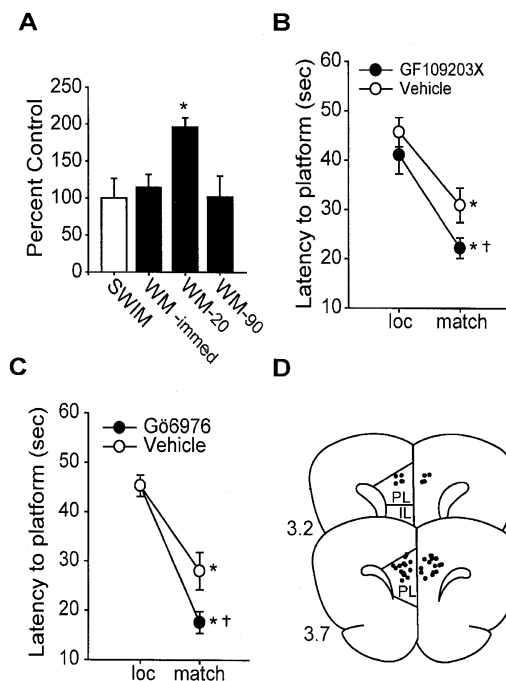 A
Percent Control
250
200
150
100
50
0
*
SWIM
WM -immed
WM-20
WM-90
B
Latency to platform (sec)
60
50
40
30
20
10
GF109203X
Vehicle
*
* †
loc
match
C
Latency to platform (sec)
60
50
40
30
20
10
Gö6976
Vehicle
*
* †
loc
match
D
PL
IL
3.2
PL
3.7